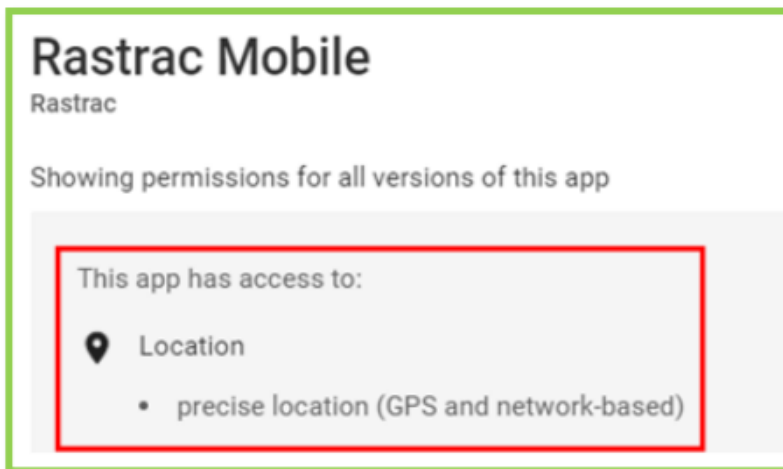 Rastrac Mobile
Rastrac
Showing permissions for all versions of this app
This app has access to:
Location
• precise location (GPS and network-based)